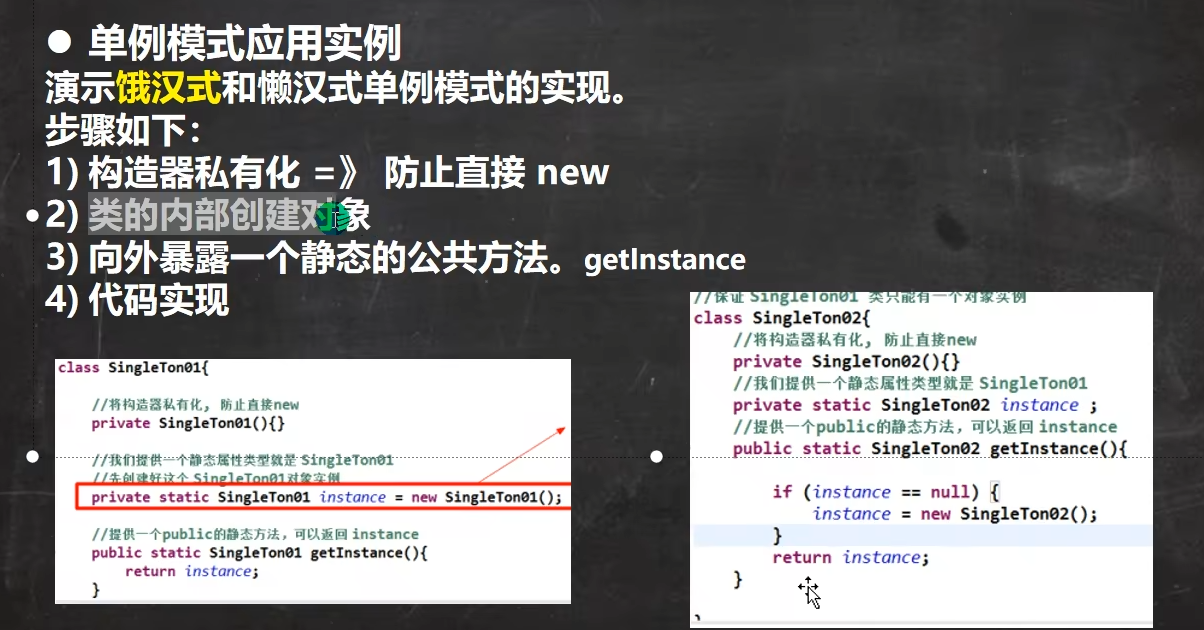 ● 单例模式应用实例
演示饿汉式和懒汉式单例模式的实现。
步骤如下：
1) 构造器私有化 =》 防止直接 new
2) 类的内部创建对象
3) 向外暴露一个静态的公共方法。getInstance
4) 代码实现
class SingleTon01{
//将构造器私有化, 防止直接new
private SingleTon01(){}
//我们提供一个静态属性类型就是 SingleTon01
//先创建好这个 SingleTon01对象实例
private static SingleTon01 instance = new SingleTon01();
//提供一个public的静态方法，可以返回 instance
public static SingleTon01 getInstance(){
return instance;
}
//保证 SingleTon01 类只能有一个对象实例
class SingleTon02{
//将构造器私有化, 防止直接new
private SingleTon02(){}
//我们提供一个静态属性类型就是 SingleTon01
private static SingleTon02 instance ;
//提供一个public的静态方法，可以返回 instance
public static SingleTon02 getInstance(){
if (instance == null) {
instance = new SingleTon02();
}
return instance;
}